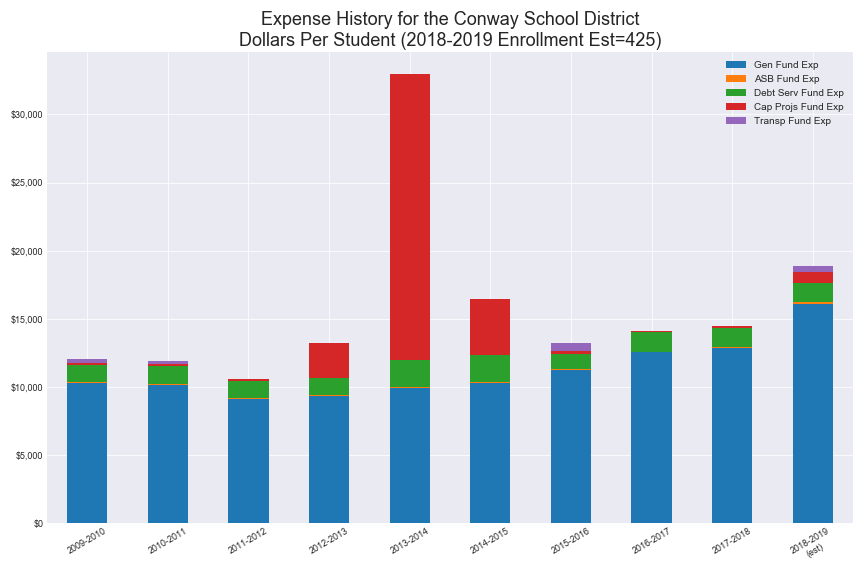 Expense History for the Conway School District
Dollars Per Student (2018-2019 Enrollment Est=425)
Gen Fund Exp
ASB Fund Exp
Debt Serv Fund Exp
Cap Projs Fund Exp
Transp Fund Exp
$30,000
$25,000
$20,000
$15,000
$10,000
$5,000
$0
2009-2010
2010-2011
2011-2012
2012-2013
2013-2014
2014-2015
2015-2016
2016-2017
2017-2018
2018-2019
(est)